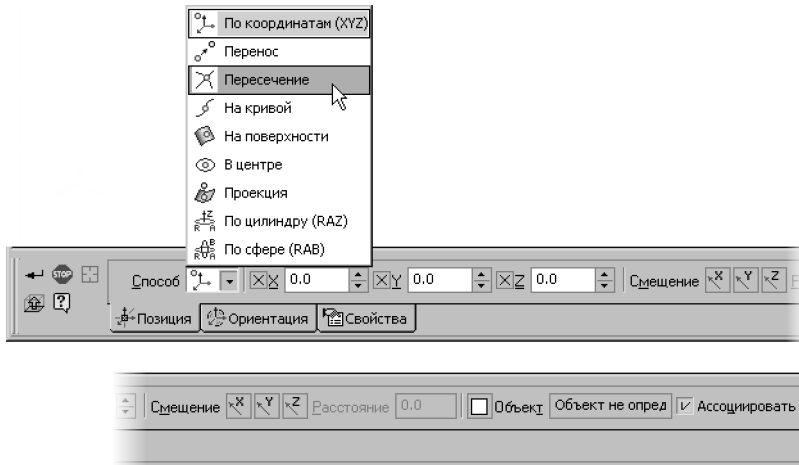 По координатам (XYZ)
Перенос
Пересечение
На кривой
На поверхности
В центре
Проекция
По цилиндру (RAZ)
По сфере (RAB)
STOP Способ X X 0.0 X Y 0.0 X Z 0.0 Смещение X Y Z
Позиция Ориентация Свойства
Смещение X Y Z Расстояние 0.0 Объект Объект не опред Ассоциировать